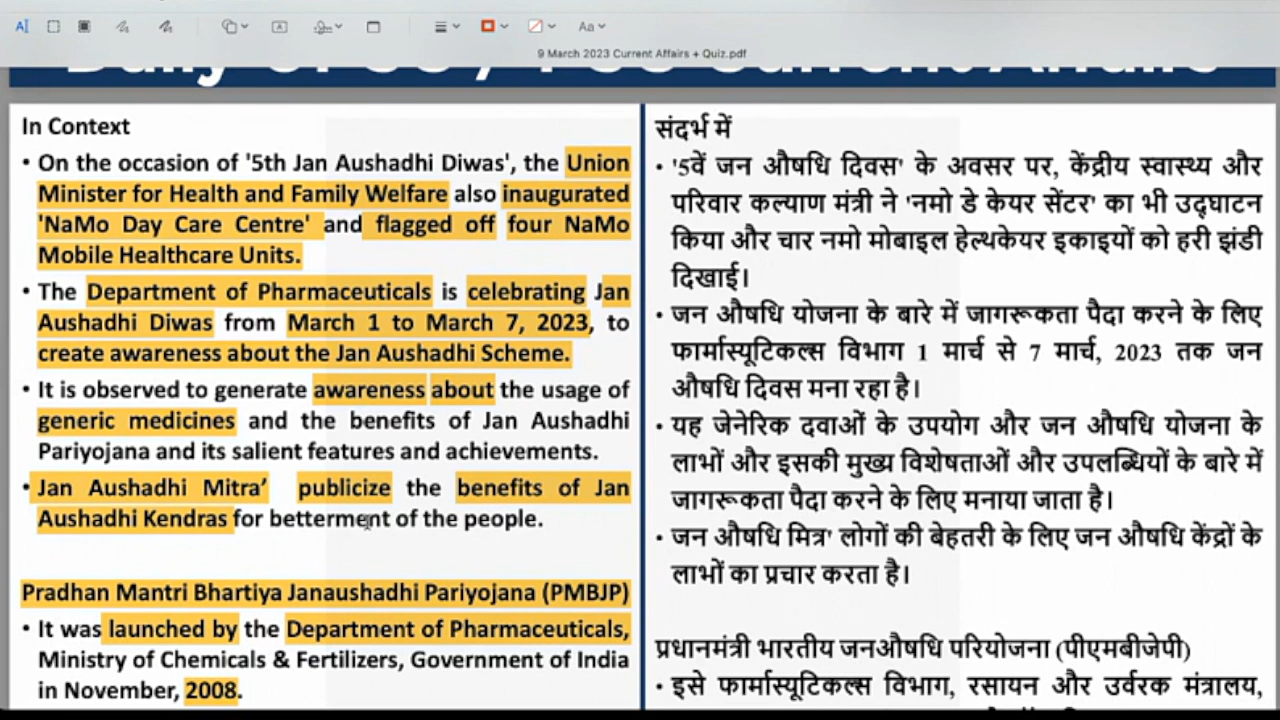 9 March 2023 Current Affairs + Quiz.pdf
In Context
• On the occasion of '5th Jan Aushadhi Diwas', the Union
Minister for Health and Family Welfare also inaugurated
'NaMo Day Care Centre' and flagged off four NaMo
Mobile Healthcare Units.
• The Department of Pharmaceuticals is celebrating Jan
Aushadhi Diwas from March 1 to March 7, 2023, to
create awareness about the Jan Aushadhi Scheme.
• It is observed to generate awareness about the usage of
generic medicines and the benefits of Jan Aushadhi
Pariyojana and its salient features and achievements.
• Jan Aushadhi Mitra’ publicize the benefits of Jan
Aushadhi Kendras for betterment of the people.
Pradhan Mantri Bhartiya Janaushadhi Pariyojana (PMBJP)
• It was launched by the Department of Pharmaceuticals,
Ministry of Chemicals & Fertilizers, Government of India
in November, 2008.
संदर्भ में
• '5वें जन औषधि दिवस' के अवसर पर, केंद्रीय स्वास्थ्य और
परिवार कल्याण मंत्री ने 'नमो डे केयर सेंटर' का भी उद्घाटन
किया और चार नमो मोबाइल हेल्थकेयर इकाइयों को हरी झंडी
दिखाई।
• जन औषधि योजना के बारे में जागरूकता पैदा करने के लिए
फार्मास्यूटिकल्स विभाग 1 मार्च से 7 मार्च, 2023 तक जन
औषधि दिवस मना रहा है।
• यह जेनेरिक दवाओं के उपयोग और जन औषधि योजना के
लाभों और इसकी मुख्य विशेषताओं और उपलब्धियों के बारे में
जागरूकता पैदा करने के लिए मनाया जाता है।
• जन औषधि मित्र' लोगों की बेहतरी के लिए जन औषधि केंद्रों के
लाभों का प्रचार करता है।
प्रधानमंत्री भारतीय जनऔषधि परियोजना (पीएमबीजेपी)
• इसे फार्मास्यूटिकल्स विभाग, रसायन और उर्वरक मंत्रालय,